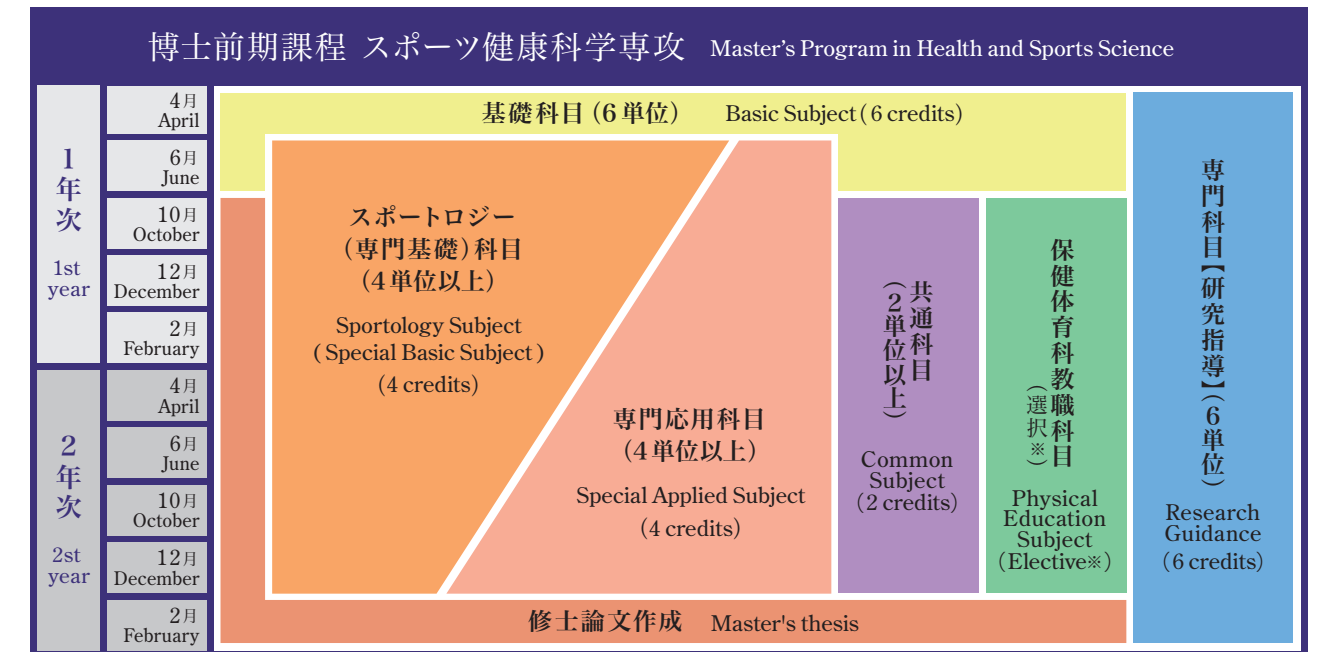 博士前期課程 スポーツ健康科学専攻 Master's Program in Health and Sports Science
1年次
1st
year
4月
April
6月
June
10月
October
12月
December
2月
February
2年次
2st
year
4月
April
6月
June
10月
October
12月
December
2月
February
基礎科目(6単位) Basic Subject(6 credits)
スポートロジー
(専門基礎)科目
(4単位以上)
Sportology Subject
(Special Basic Subject)
(4 credits)
専門応用科目
(4単位以上)
Special Applied Subject
(4 credits)
共通科目
(2単位以上)
Common
Subject
(2 credits)
保健体育科教職科目
(選択※)
Physical
Education
Subject
(Elective※)
専門科目【研究指導】(6単位)
Research
Guidance
(6 credits)
修士論文作成 Master's thesis